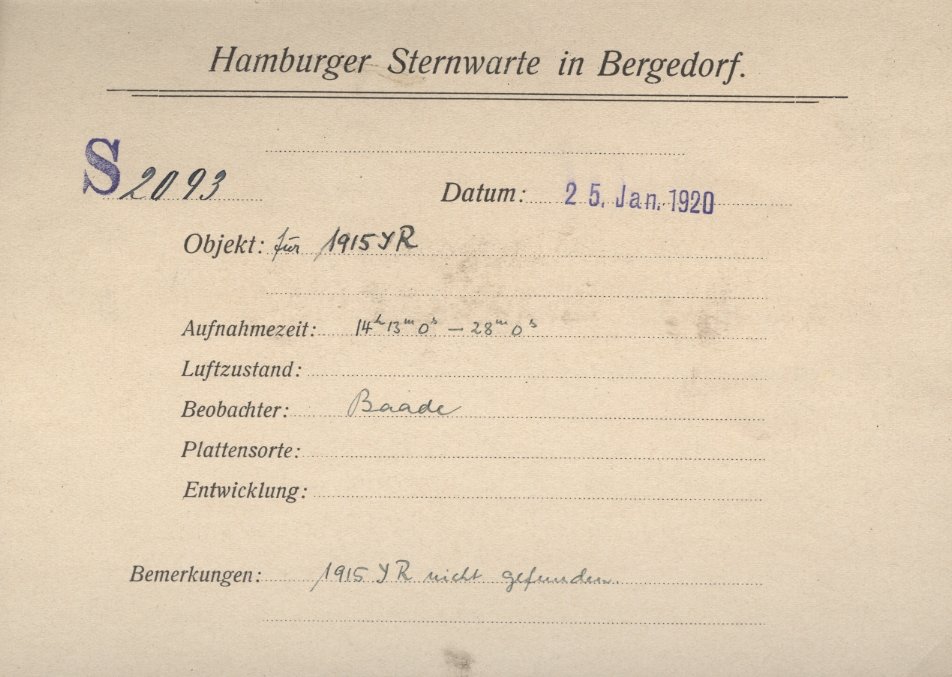 Hamburger Sternwarte in Bergedorf.
S 2093
Datum: 25. Jan. 1920
Objekt: für 1915 YR
Aufnahmezeit: 14ʰ 13ᵐ 0ˢ — 28ᵐ 0ˢ
Luftzustand:
Beobachter: Baade
Plattensorte:
Entwicklung:
Bemerkungen: 1915 YR nicht gefunden.